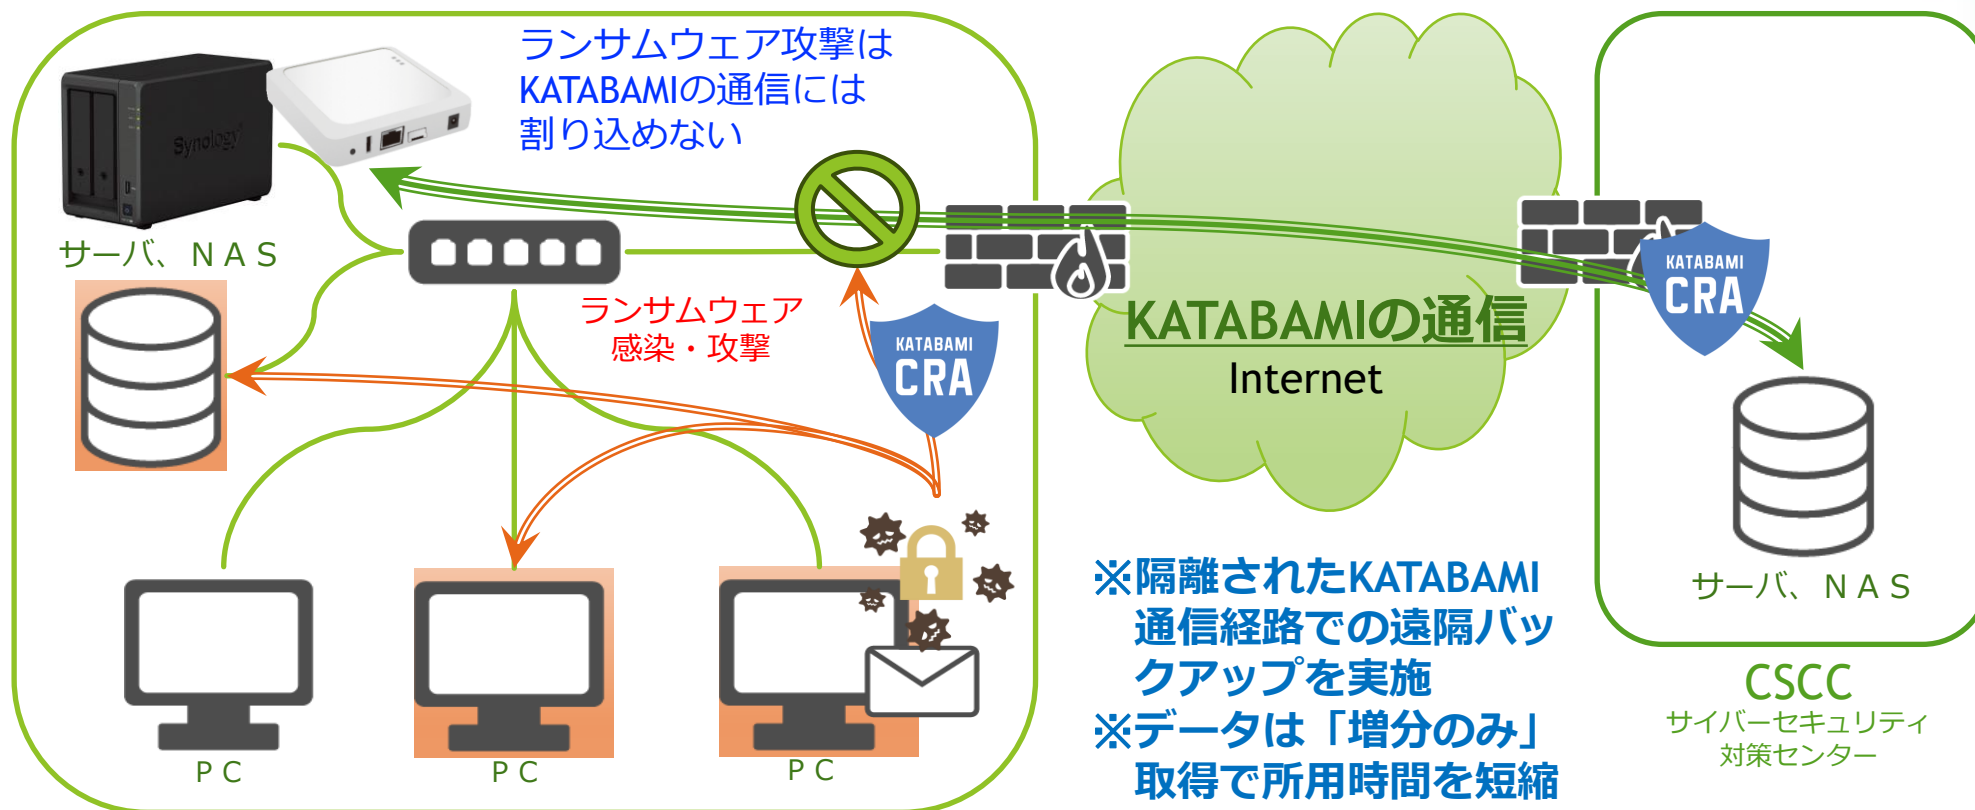 ランサムウェア攻撃は
KATABAMIの通信には
割り込めない
Synology
サーバ、ＮＡＳ
ランサムウェア
感染・攻撃
KATABAMI
CRA
KATABAMIの通信
Internet
KATABAMI
CRA
サーバ、ＮＡＳ
ＰＣ
ＰＣ
ＰＣ
※隔離されたKATABAMI
通信経路での遠隔バッ
クアップを実施
※データは「増分のみ」
取得で所用時間を短縮
CSCC
サイバーセキュリティ
対策センター